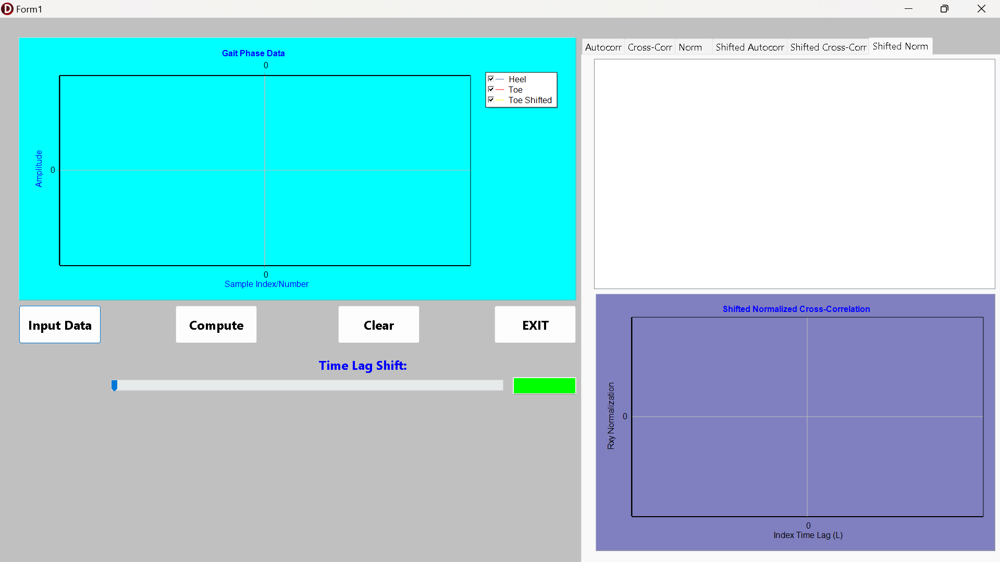 Form1
Gait Phase Data
0
Heel
Toe
Toe Shifted
Amplitude
0
0
Sample Index/Number
Input Data
Compute
Clear
EXIT
Time Lag Shift:
Autocorr
Cross-Corr
Norm
Shifted Autocorr
Shifted Cross-Corr
Shifted Norm
Shifted Normalized Cross-Correlation
Rxy Normalization
0
0
Index Time Lag (L)